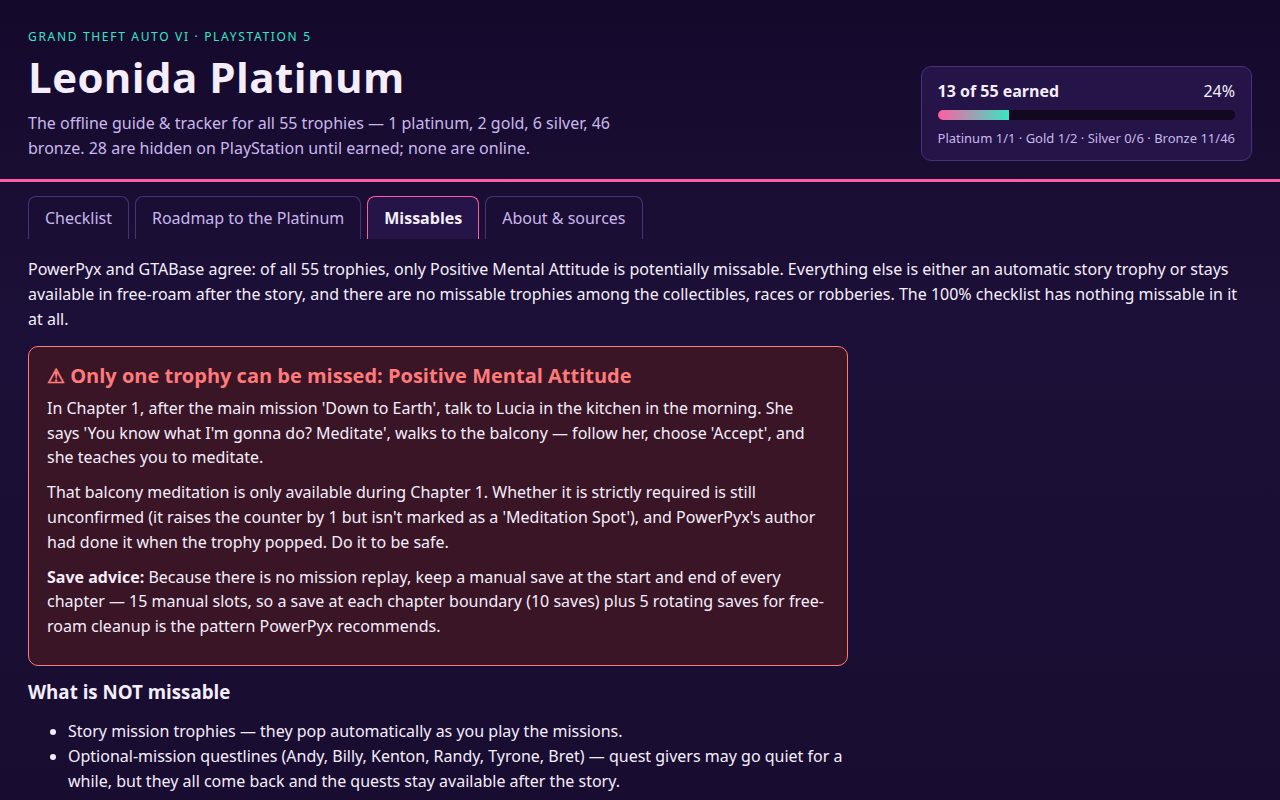 GRAND THEFT AUTO VI · PLAYSTATION 5
Leonida Platinum
The offline guide & tracker for all 55 trophies — 1 platinum, 2 gold, 6 silver, 46
bronze. 28 are hidden on PlayStation until earned; none are online.
13 of 55 earned 24%
Platinum 1/1 · Gold 1/2 · Silver 0/6 · Bronze 11/46
Checklist Roadmap to the Platinum Missables About & sources
PowerPyx and GTABase agree: of all 55 trophies, only Positive Mental Attitude is potentially missable. Everything else is either an automatic story trophy or stays
available in free-roam after the story, and there are no missable trophies among the collectibles, races or robberies. The 100% checklist has nothing missable in it
at all.
⚠ Only one trophy can be missed: Positive Mental Attitude
In Chapter 1, after the main mission 'Down to Earth', talk to Lucia in the kitchen in the morning. She
says 'You know what I'm gonna do? Meditate', walks to the balcony — follow her, choose 'Accept', and
she teaches you to meditate.
That balcony meditation is only available during Chapter 1. Whether it is strictly required is still
unconfirmed (it raises the counter by 1 but isn't marked as a 'Meditation Spot'), and PowerPyx's author
had done it when the trophy popped. Do it to be safe.
Save advice: Because there is no mission replay, keep a manual save at the start and end of every
chapter — 15 manual slots, so a save at each chapter boundary (10 saves) plus 5 rotating saves for free-
roam cleanup is the pattern PowerPyx recommends.
What is NOT missable
• Story mission trophies — they pop automatically as you play the missions.
• Optional-mission questlines (Andy, Billy, Kenton, Randy, Tyrone, Bret) — quest givers may go quiet for a
while, but they all come back and the quests stay available after the story.